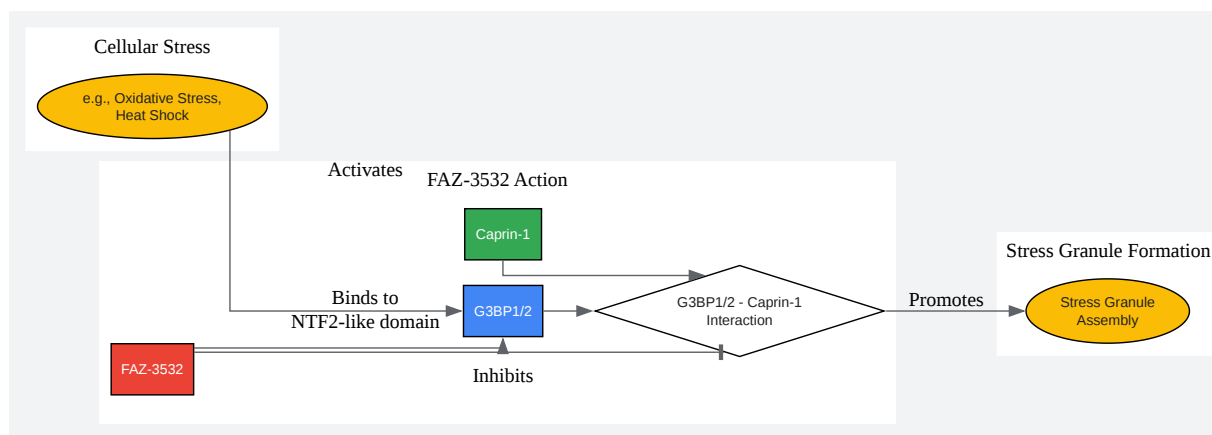 Cellular Stress
e.g., Oxidative Stress,
Heat Shock
Activates
FAZ-3532 Action
Caprin-1
Stress Granule Formation
Binds to
NTF2-like domain
G3BP1/2
G3BP1/2 - Caprin-1
Interaction
Promotes
Stress Granule
Assembly
FAZ-3532
Inhibits